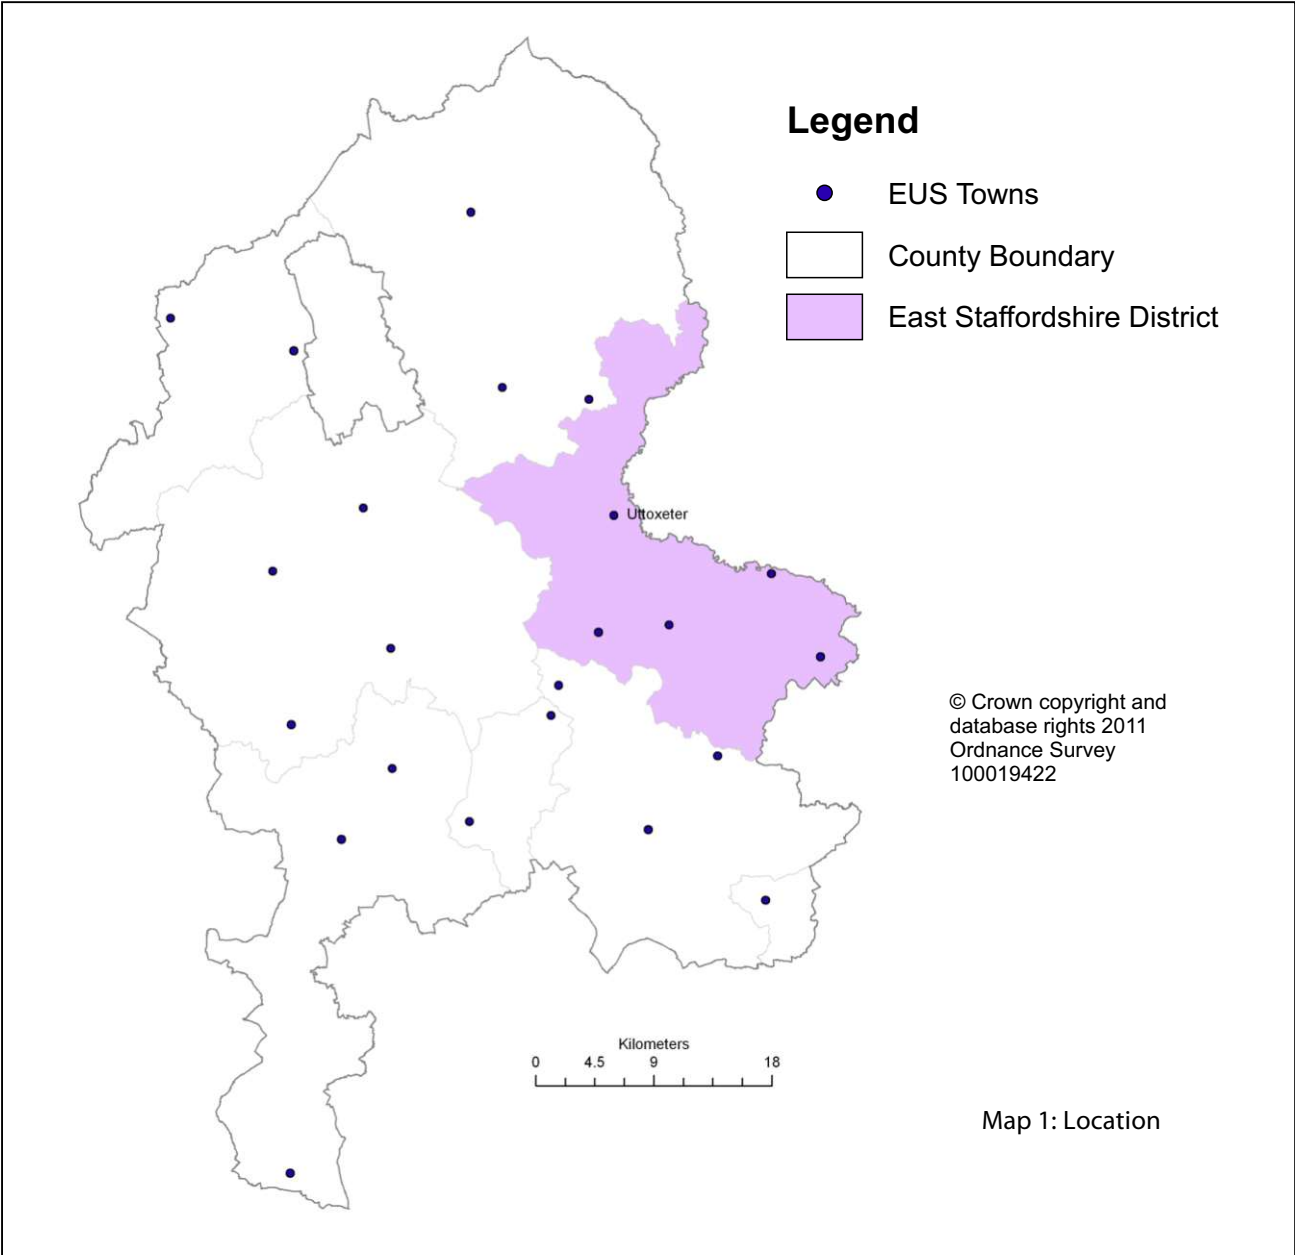 Legend
EUS Towns
County Boundary
East Staffordshire District
Uttoxeter
© Crown copyright and
database rights 2011
Ordnance Survey
100019422
Kilometers
0 4.5 9 18
Map 1: Location